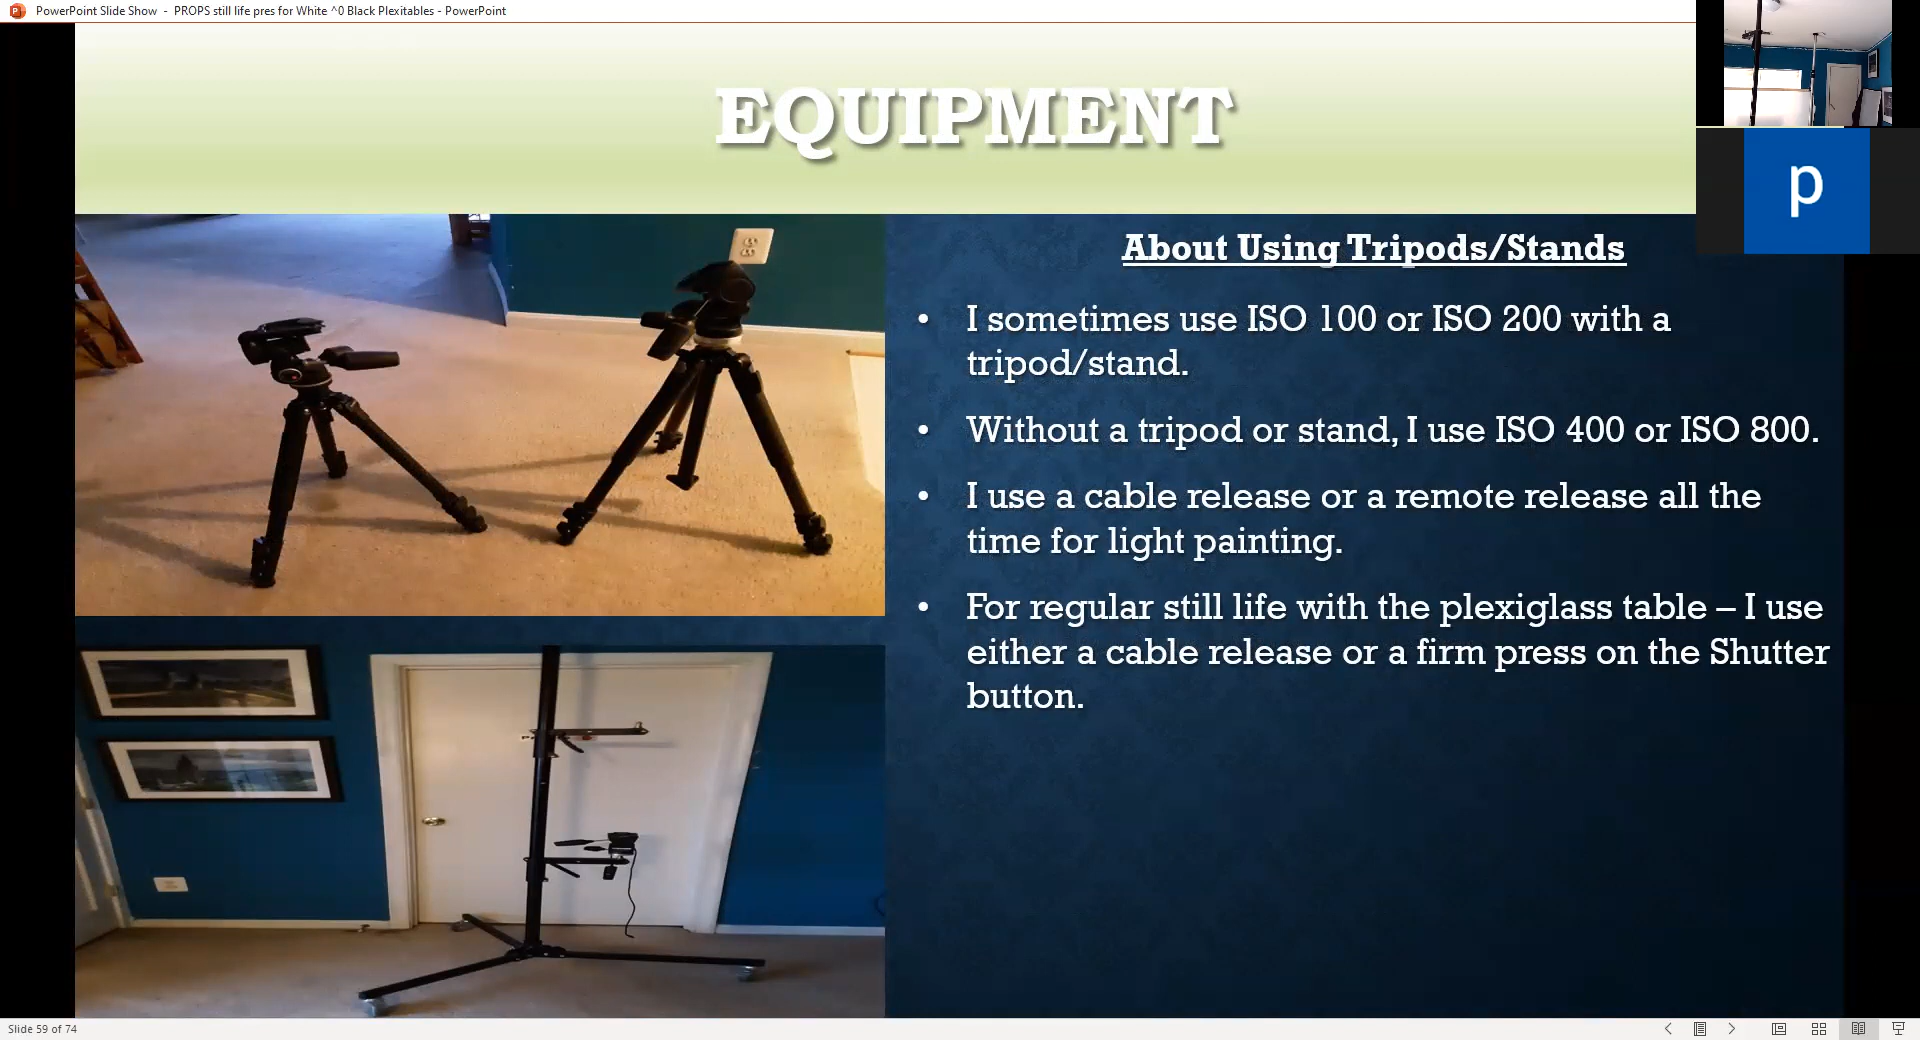 PowerPoint Slide Show - PROPS still life pres for White ^0 Black Plexitables - PowerPoint
EQUIPMENT
p
About Using Tripods/Stands
• I sometimes use ISO 100 or ISO 200 with a
tripod/stand.
• Without a tripod or stand, I use ISO 400 or ISO 800.
• I use a cable release or a remote release all the
time for light painting.
• For regular still life with the plexiglass table – I use
either a cable release or a firm press on the Shutter
button.
Slide 59 of 74